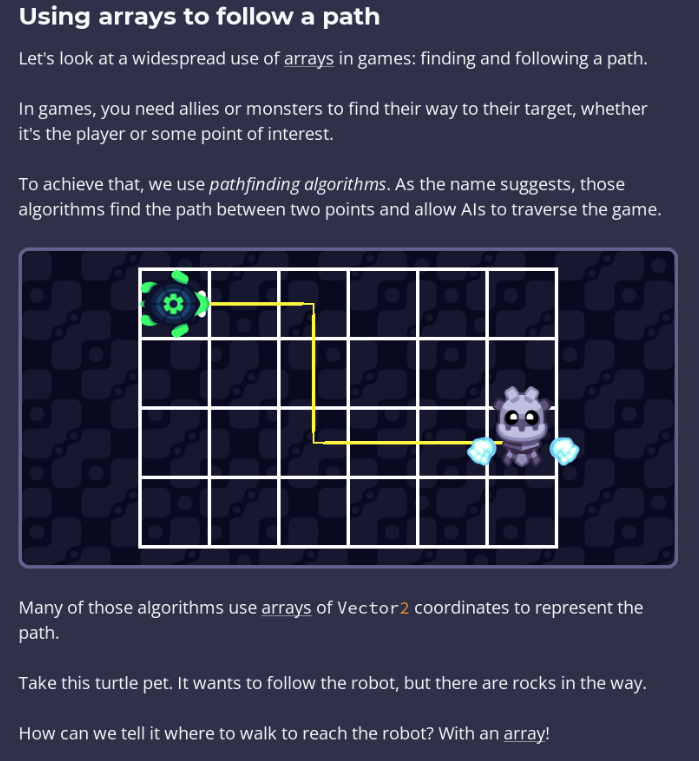 Using arrays to follow a path
Let's look at a widespread use of arrays in games: finding and following a path.
In games, you need allies or monsters to find their way to their target, whether
it's the player or some point of interest.
To achieve that, we use pathfinding algorithms. As the name suggests, those
algorithms find the path between two points and allow AIs to traverse the game.
Many of those algorithms use arrays of Vector2 coordinates to represent the
path.
Take this turtle pet. It wants to follow the robot, but there are rocks in the way.
How can we tell it where to walk to reach the robot? With an array!